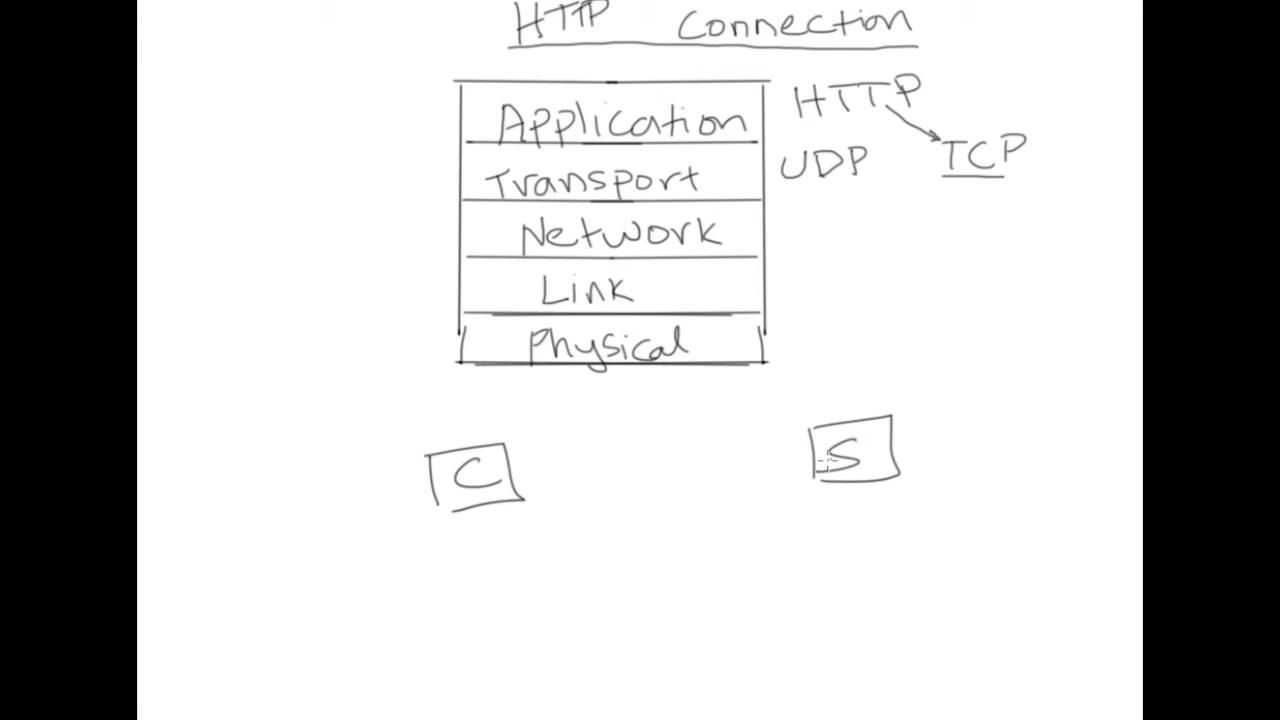 HTTP Connection
Application HTTP
Transport UDP TCP
Network
Link
Physical
C S